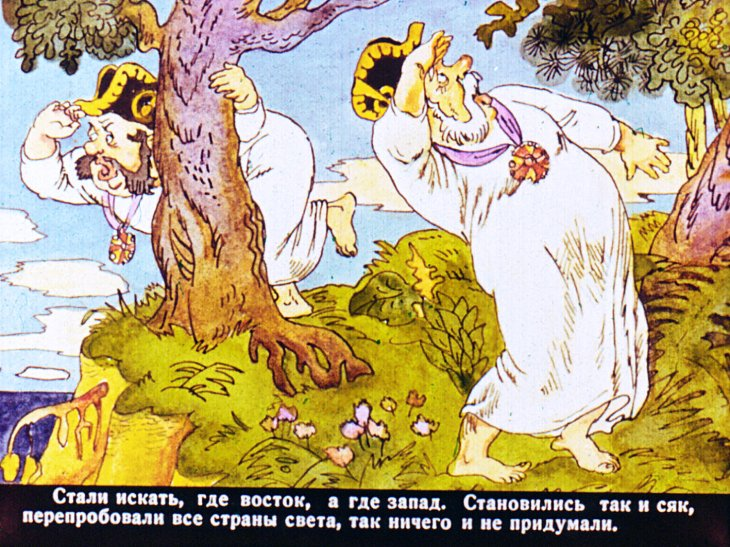 Стали искать, где восток, а где запад. Становились так и сяк,
перепробовали все страны света, так ничего и не придумали.